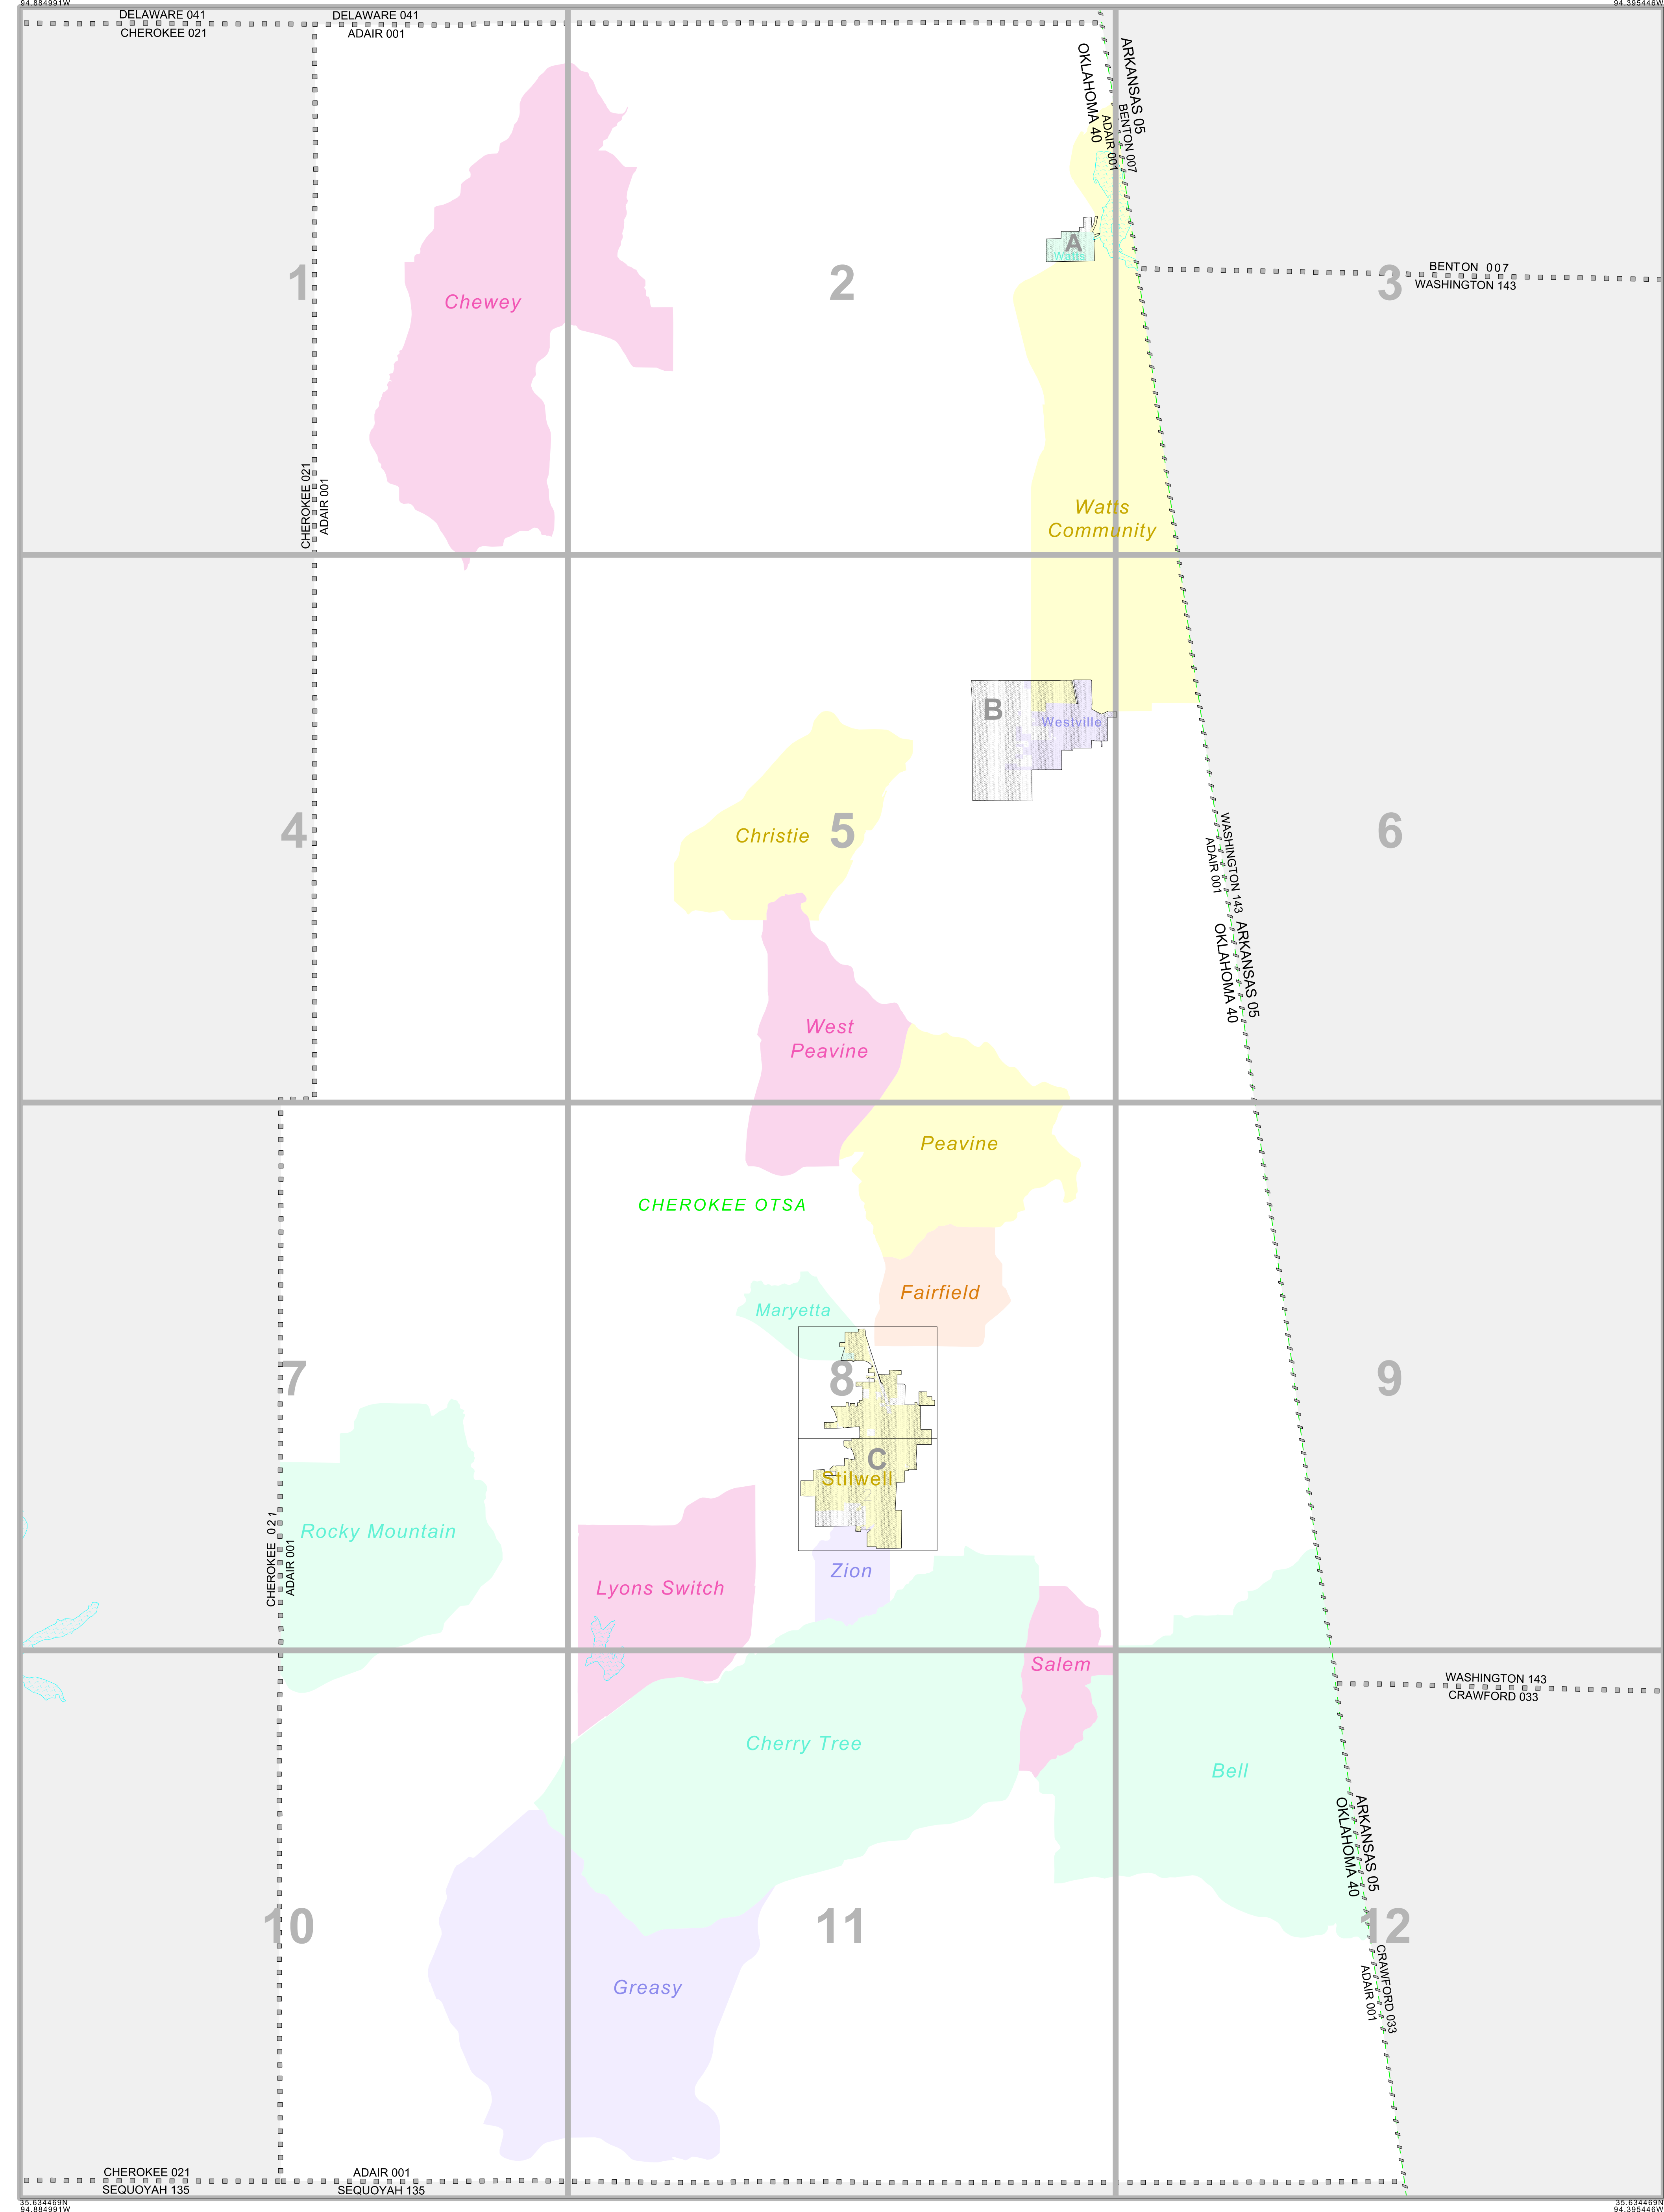 94.884991W
94.395446W
DELAWARE 041
DELAWARE 041
CHEROKEE 021
ADAIR 001
OKLAHOMA 40
ARKANSAS 05
ADAIR 001
BENTON 007
A
Watts
1
2
3
BENTON 007
WASHINGTON 143
Chewey
CHEROKEE 021
ADAIR 001
Watts
Community
B
Westville
4
5
6
Christie
WASHINGTON 143
ADAIR 001
ARKANSAS 05
OKLAHOMA 40
West
Peavine
Peavine
CHEROKEE OTSA
Fairfield
Maryetta
7
8
9
C
Stilwell
2
CHEROKEE 021
ADAIR 001
Rocky Mountain
Zion
Lyons Switch
Salem
WASHINGTON 143
CRAWFORD 033
Cherry Tree
Bell
ARKANSAS 05
OKLAHOMA 40
10
11
12
CRAWFORD 033
ADAIR 001
Greasy
CHEROKEE 021
ADAIR 001
SEQUOYAH 135
SEQUOYAH 135
35.634469N
35.634469N
94.884991W
94.395446W